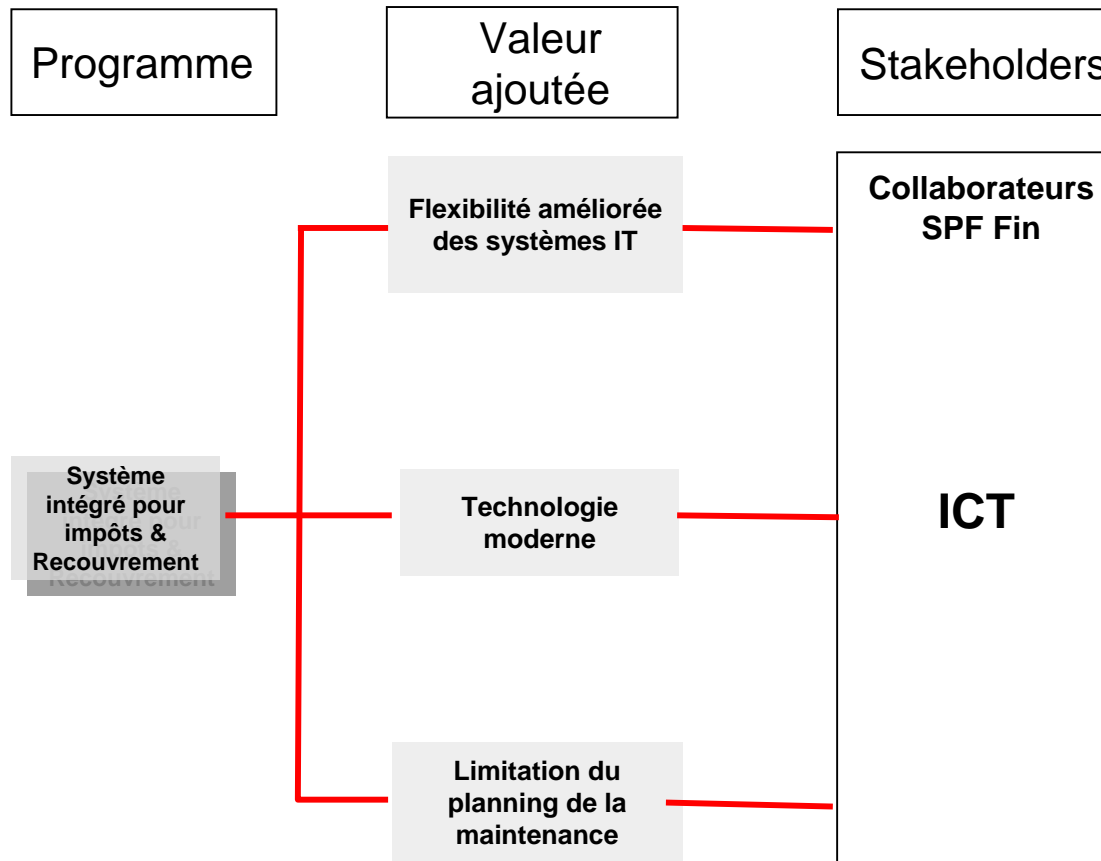 Programme
Valeur
ajoutée
Stakeholders
Flexibilité améliorée
des systèmes IT
Collaborateurs
SPF Fin
Système
intégré pour
impôts &
Recouvrement
Technologie
moderne
ICT
Limitation du
planning de la
maintenance